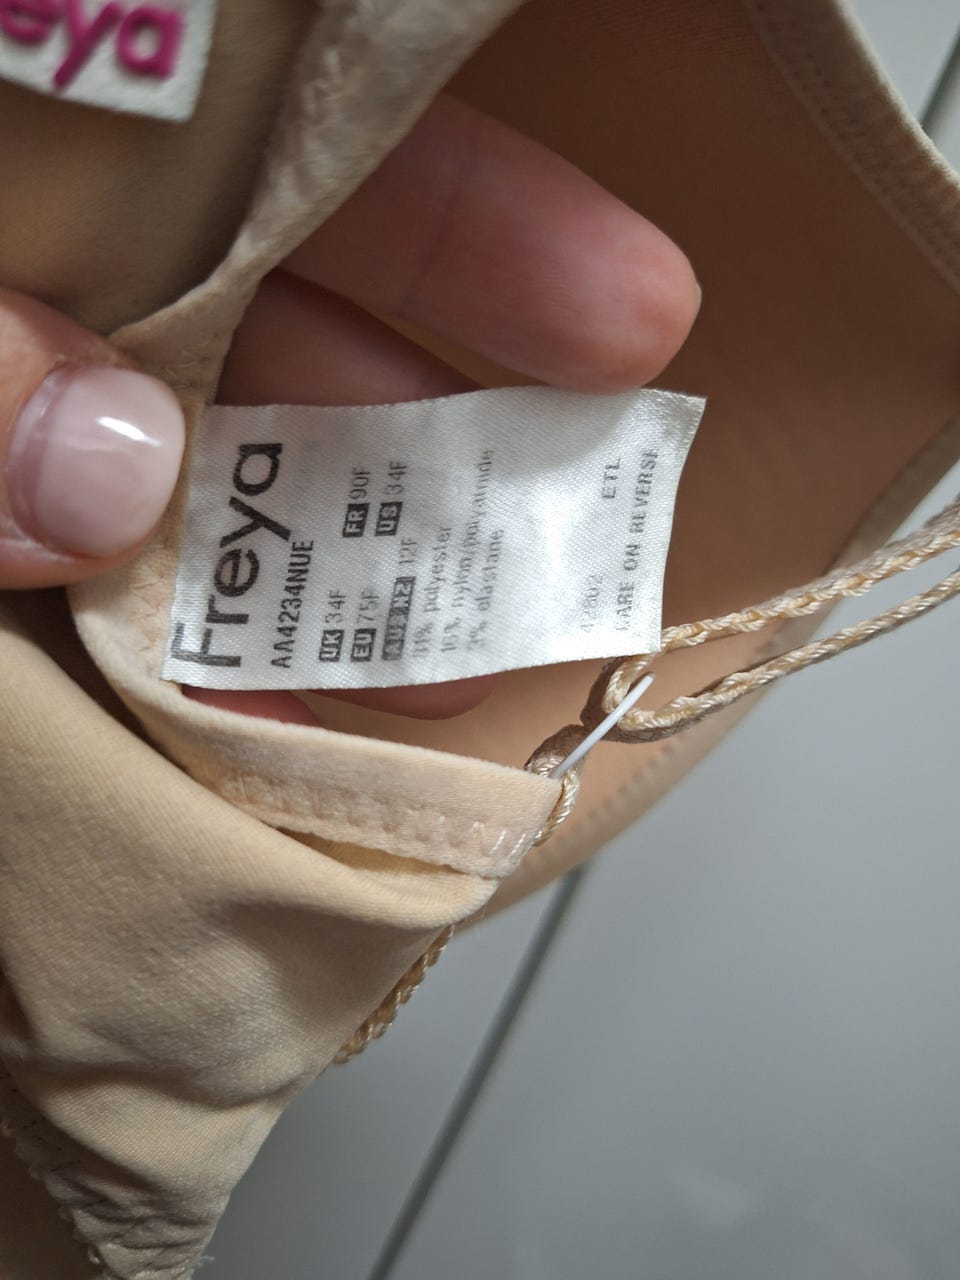 eya
Freya
AA4234NUE
UK 34F FR 90F
EU 75F US 34F
AUS NZ 12F
polyester
16% nylon/polyamide
3% elastane
42802 ETL
CARE ON REVERSE